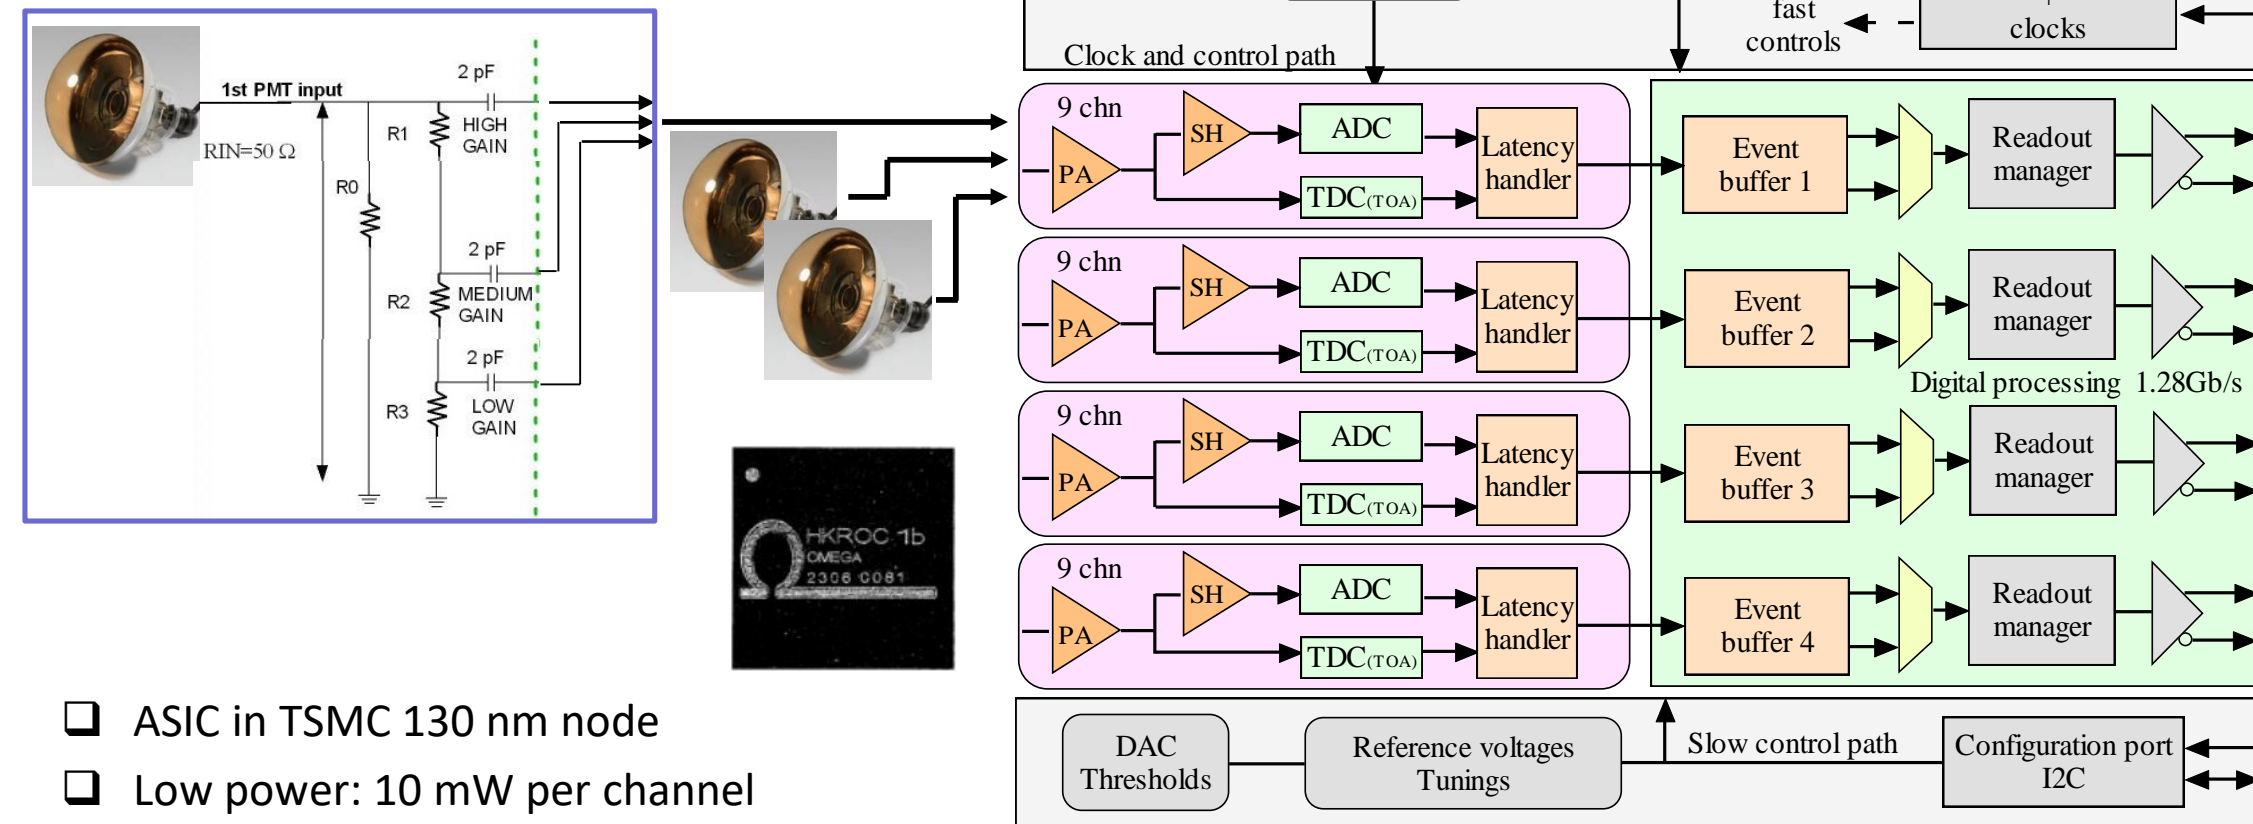 1st PMT input
RIN=50 Ω
R0
R1
R2
R3
2 pF
HIGH
GAIN
2 pF
MEDIUM
GAIN
2 pF
LOW
GAIN
HKROC 1b
OMEGA
2306 0081
❑ ASIC in TSMC 130 nm node
❑ Low power: 10 mW per channel
Clock and control path
fast
controls
clocks
9 chn
PA
SH
ADC
TDC(TOA)
Latency
handler
Event
buffer 1
Readout
manager
9 chn
PA
SH
ADC
TDC(TOA)
Latency
handler
Event
buffer 2
Readout
manager
Digital processing 1.28Gb/s
9 chn
PA
SH
ADC
TDC(TOA)
Latency
handler
Event
buffer 3
Readout
manager
9 chn
PA
SH
ADC
TDC(TOA)
Latency
handler
Event
buffer 4
Readout
manager
DAC
Thresholds
Reference voltages
Tunings
Slow control path
Configuration port
I2C